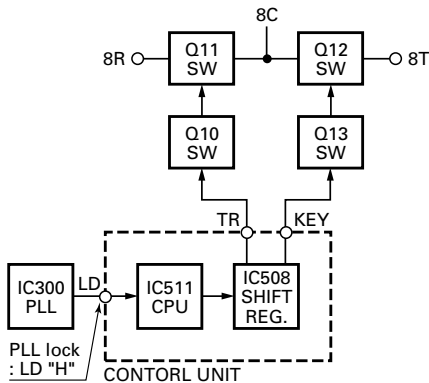 8C
8R
Q11
SW
Q12
SW
8T
Q10
SW
Q13
SW
TR
KEY
IC300
PLL
LD
IC511
CPU
IC508
SHIFT
REG.
PLL lock
: LD "H"
CONTORL UNIT